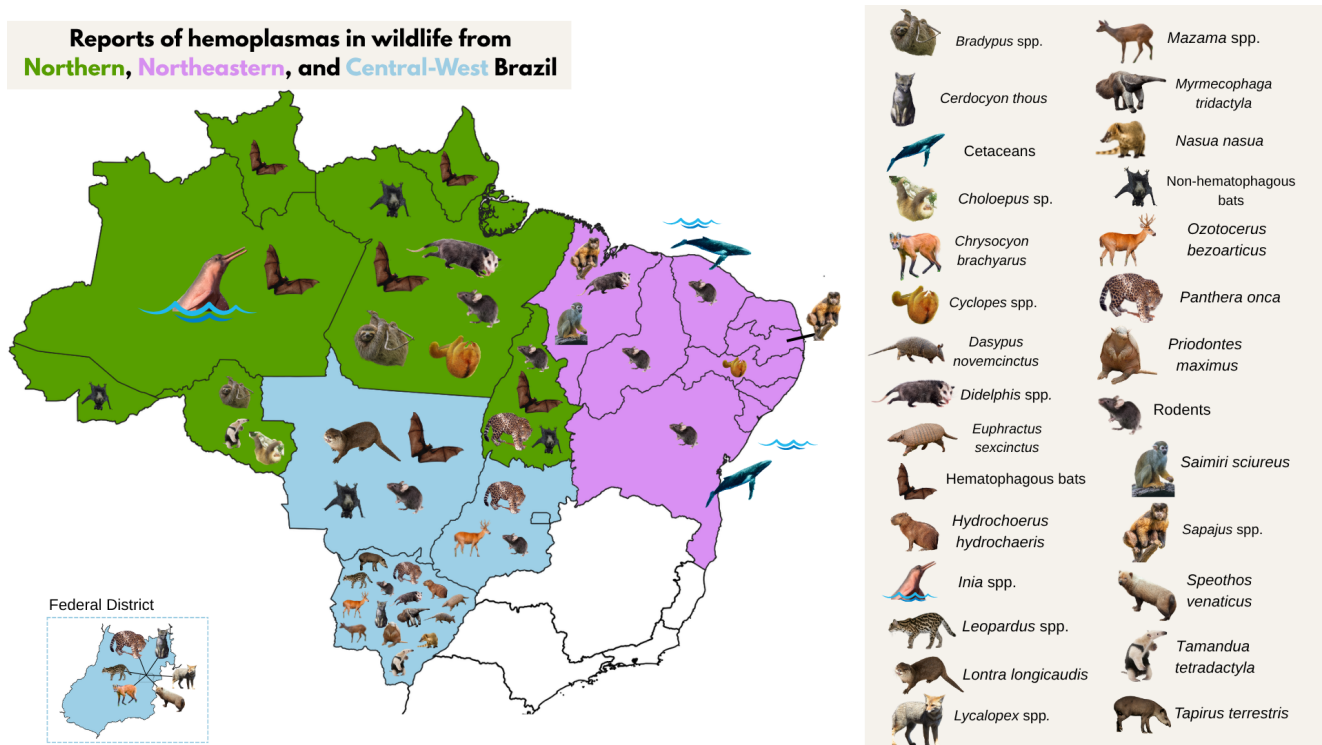 Reports of hemoplasmas in wildlife from
Northern, Northeastern, and Central-West Brazil
Federal District
Bradypus spp.
Cerdocyon thous
Cetaceans
Choloepus sp.
Chrysocyon
brachyarus
Cyclopes spp.
Dasypus
novemcinctus
Didelphis spp.
Euphractus
sexcinctus
Hematophagous bats
Hydrochoerus
hydrochaeris
Inia spp.
Leopardus spp.
Lontra longicaudis
Lycalopex spp.
Mazama spp.
Myrmecophaga
tridactyla
Nasua nasua
Non-hematophagous
bats
Ozotocerus
bezoarticus
Panthera onca
Priodontes
maximus
Rodents
Saimiri sciureus
Sapajus spp.
Speothos
venaticus
Tamandua
tetradactyla
Tapirus terrestris